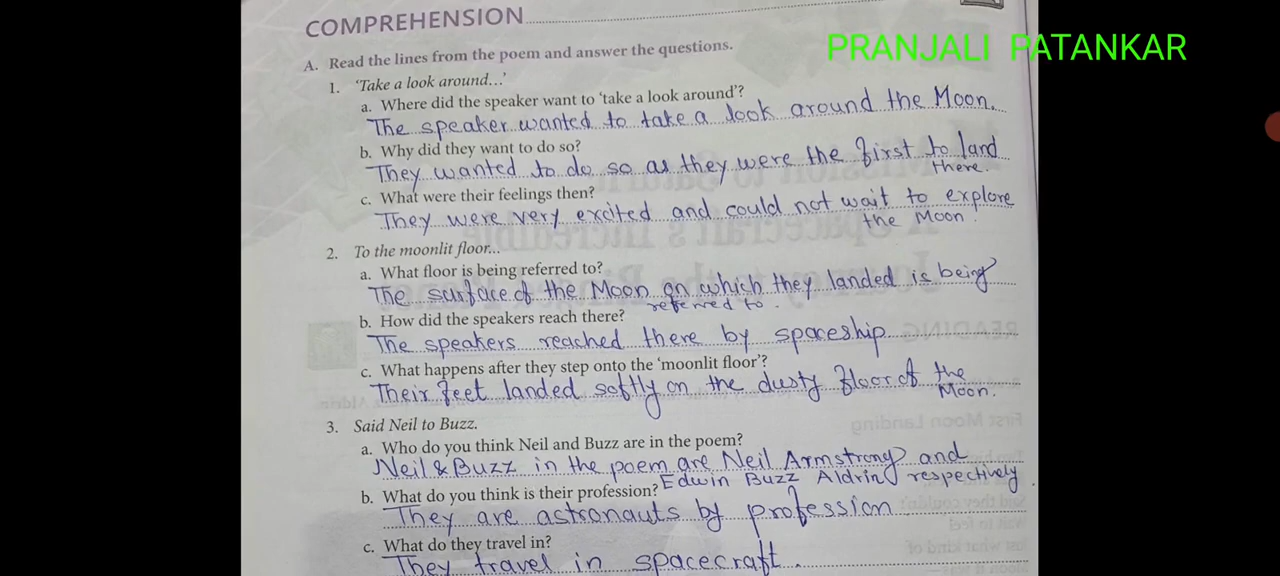 COMPREHENSION
PRANJALI PATANKAR
A. Read the lines from the poem and answer the questions.
1. 'Take a look around...'
a. Where did the speaker want to 'take a look around'?
The speaker wanted to take a look around the Moon.
b. Why did they want to do so?
They wanted to do so as they were the first to land
there.
c. What were their feelings then?
They were very excited and could not wait to explore
the Moon
2. To the moonlit floor...
a. What floor is being referred to?
The surface of the Moon on which they landed is being
referred to.
b. How did the speakers reach there?
The speakers reached there by spaceship
c. What happens after they step onto the 'moonlit floor'?
Their feet landed softly on the dusty floor of the
Moon.
3. Said Neil to Buzz.
a. Who do you think Neil and Buzz are in the poem?
Neil & Buzz in the poem are Neil Armstrong and
Edwin Buzz Aldrin respectively.
b. What do you think is their profession?
They are astronauts by profession
c. What do they travel in?
They travel in spacecraft.